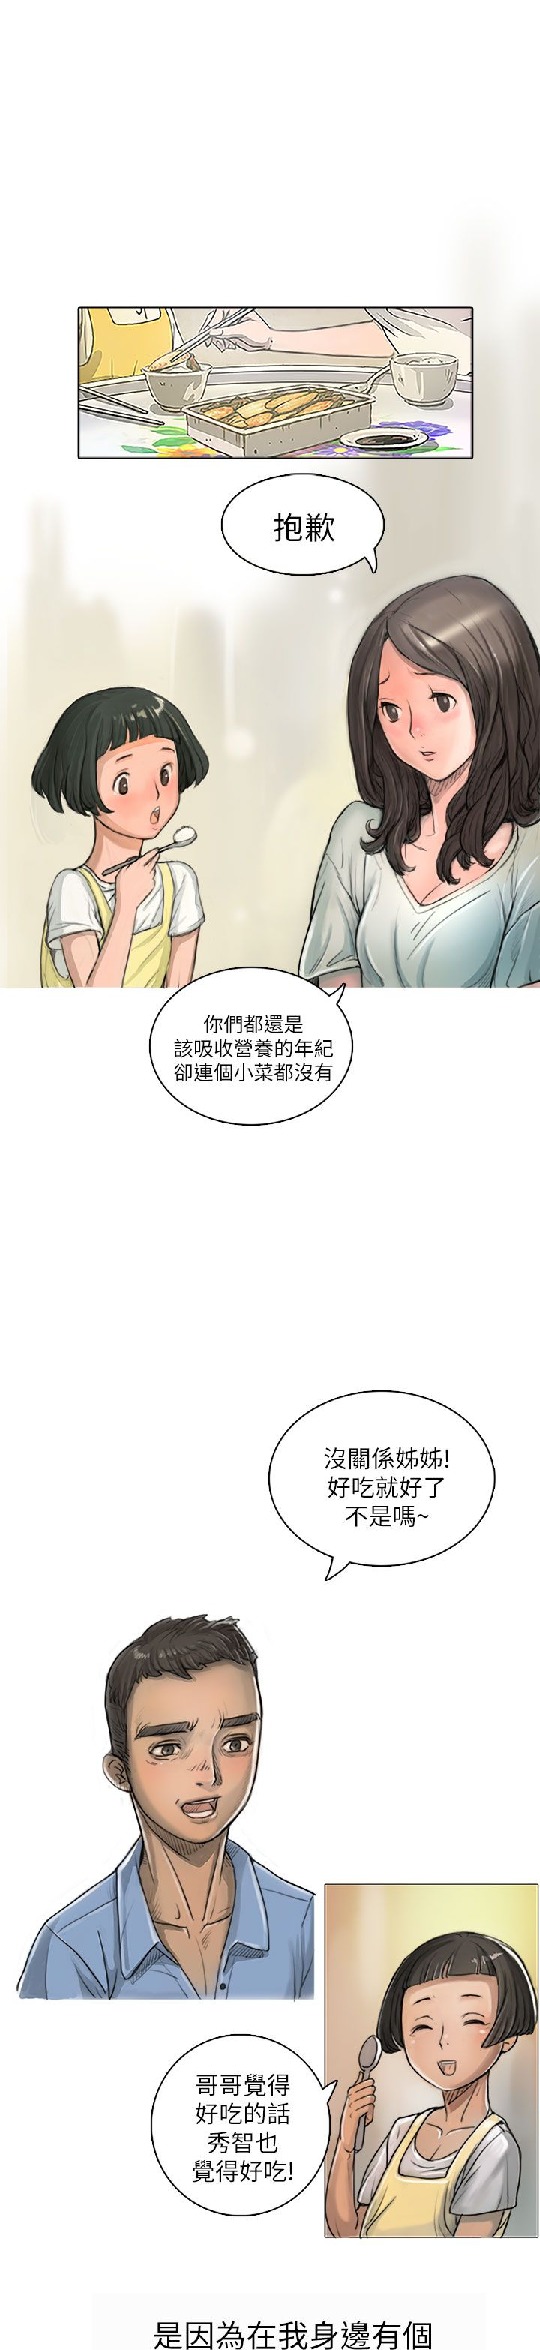 抱歉
你們都還是
該吸收營養的年紀
卻連個小菜都沒有
沒關係姊姊!
好吃就好了
不是嗎~
哥哥覺得
好吃的話
秀智也
覺得好吃!
是因為在我身邊有個